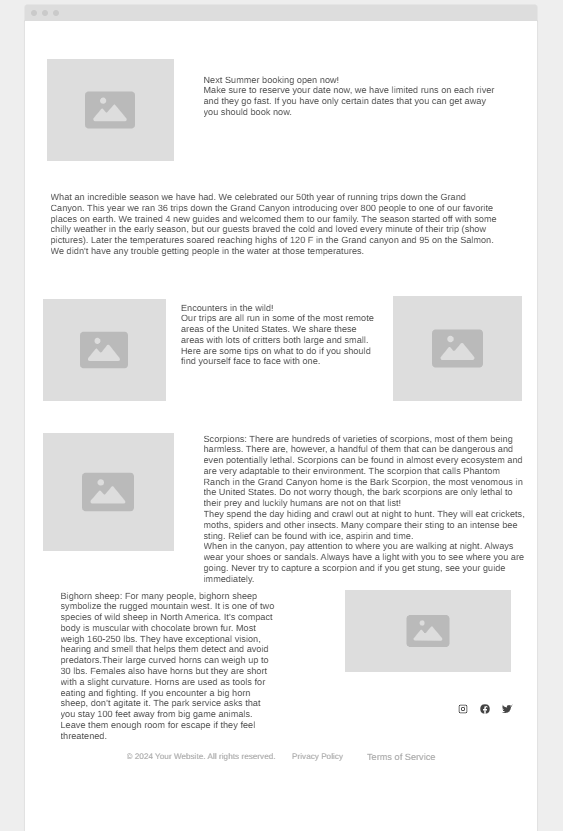 Next Summer booking open now!
Make sure to reserve your date now, we have limited runs on each river
and they go fast. If you have only certain dates that you can get away
you should book now.
What an incredible season we have had. We celebrated our 50th year of running trips down the Grand
Canyon. This year we ran 36 trips down the Grand Canyon introducing over 800 people to one of our favorite
places on earth. We trained 4 new guides and welcomed them to our family. The season started off with some
chilly weather in the early season, but our guests braved the cold and loved every minute of their trip (show
pictures). Later the temperatures soared reaching highs of 120 F in the Grand canyon and 95 on the Salmon.
We didn't have any trouble getting people in the water at those temperatures.
Encounters in the wild!
Our trips are all run in some of the most remote
areas of the United States. We share these
areas with lots of critters both large and small.
Here are some tips on what to do if you should
find yourself face to face with one.
Scorpions: There are hundreds of varieties of scorpions, most of them being
harmless. There are, however, a handful of them that can be dangerous and
even potentially lethal. Scorpions can be found in almost every ecosystem and
are very adaptable to their environment. The scorpion that calls Phantom
Ranch in the Grand Canyon home is the Bark Scorpion, the most venomous in
the United States. Do not worry though, the bark scorpions are only lethal to
their prey and luckily humans are not on that list!
They spend the day hiding and crawl out at night to hunt. They will eat crickets,
moths, spiders and other insects. Many compare their sting to an intense bee
sting. Relief can be found with ice, aspirin and time.
When in the canyon, pay attention to where you are walking at night. Always
wear your shoes or sandals. Always have a light with you to see where you are
going. Never try to capture a scorpion and if you get stung, see your guide
immediately.
Bighorn sheep: For many people, bighorn sheep
symbolize the rugged mountain west. It is one of two
species of wild sheep in North America. It's compact
body is muscular with chocolate brown fur. Most
weigh 160-250 lbs. They have exceptional vision,
hearing and smell that helps them detect and avoid
predators.Their large curved horns can weigh up to
30 lbs. Females also have horns but they are short
with a slight curvature. Horns are used as tools for
eating and fighting. If you encounter a big horn
sheep, don't agitate it. The park service asks that
you stay 100 feet away from big game animals.
Leave them enough room for escape if they feel
threatened.
© 2024 Your Website. All rights reserved. Privacy Policy Terms of Service